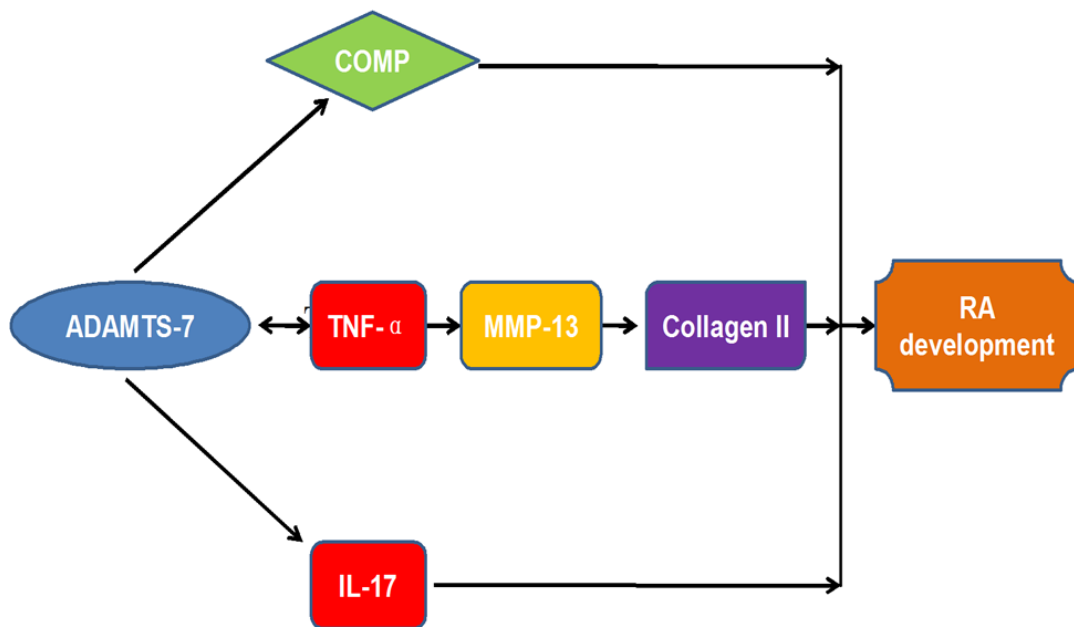 COMP
ADAMTS-7
TNF- α
MMP-13
Collagen II
RA
development
IL-17